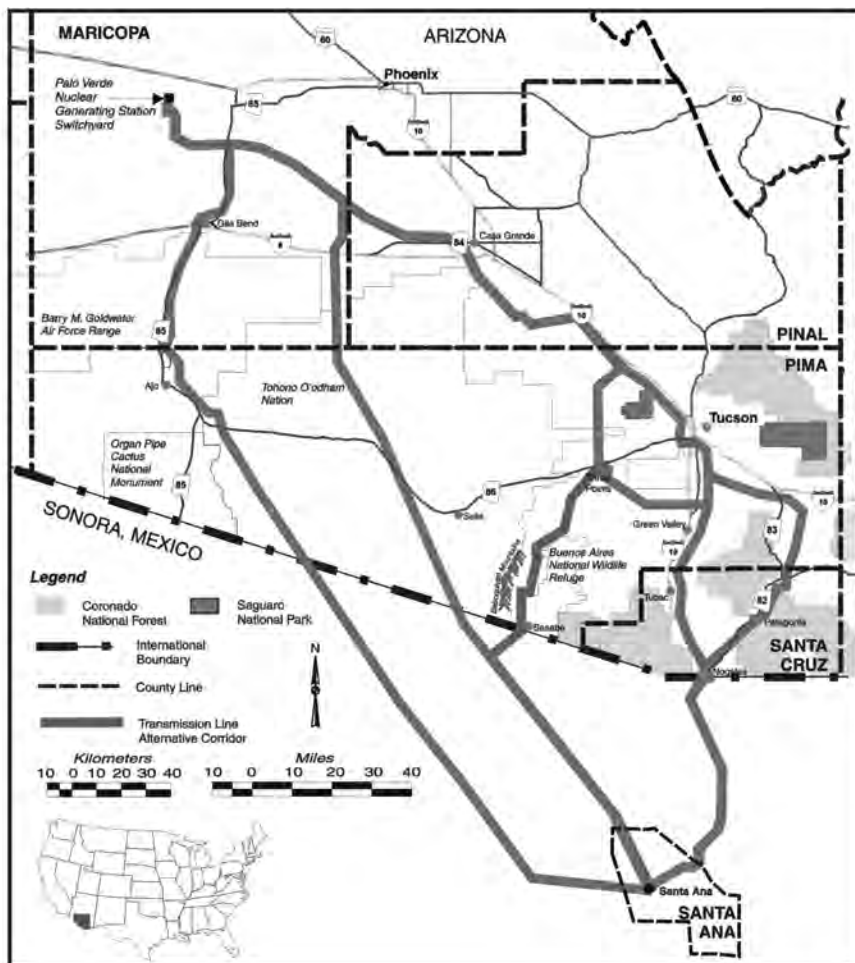 MARICOPA
ARIZONA
60
Palo Verde
Nuclear
Generating Station
Switchyard
Phoenix
85
10
60
Gila Bend
8
84
Casa Grande
Barry M. Goldwater
Air Force Range
85
10
PINAL
PIMA
Ajo
Tohono O'odham
Nation
Tucson
Organ Pipe
Cactus
National
Monument
85
86
Three
Points
Sells
10
83
Green Valley
SONORA, MEXICO
19
Buenos Aires
National Wildlife
Refuge
Tubac
82
Patagonia
Sasabe
SANTA
CRUZ
Nogales
Legend
Coronado
National Forest
Saguaro
National Park
International
Boundary
N
County Line
Transmission Line
Alternative Corridor
Kilometers
10 0 10 20 30 40
Miles
10 0 10 20 30 40
Santa Ana
SANTA
ANA